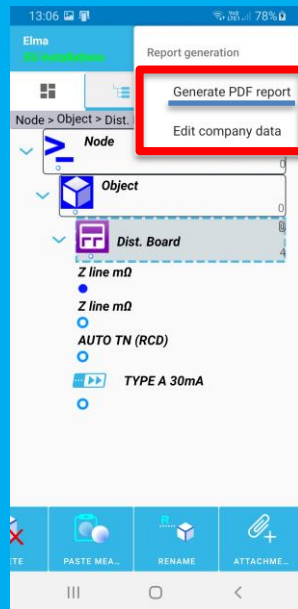 13:06
78%
Elma
Report generation
Generate PDF report
Node > Object > Dist.
Edit company data
Node
0
Object
0
Dist. Board
4
Z line mΩ
Z line mΩ
AUTO TN (RCD)
TYPE A 30mA
PASTE MEA...
RENAME
ATTACHME...